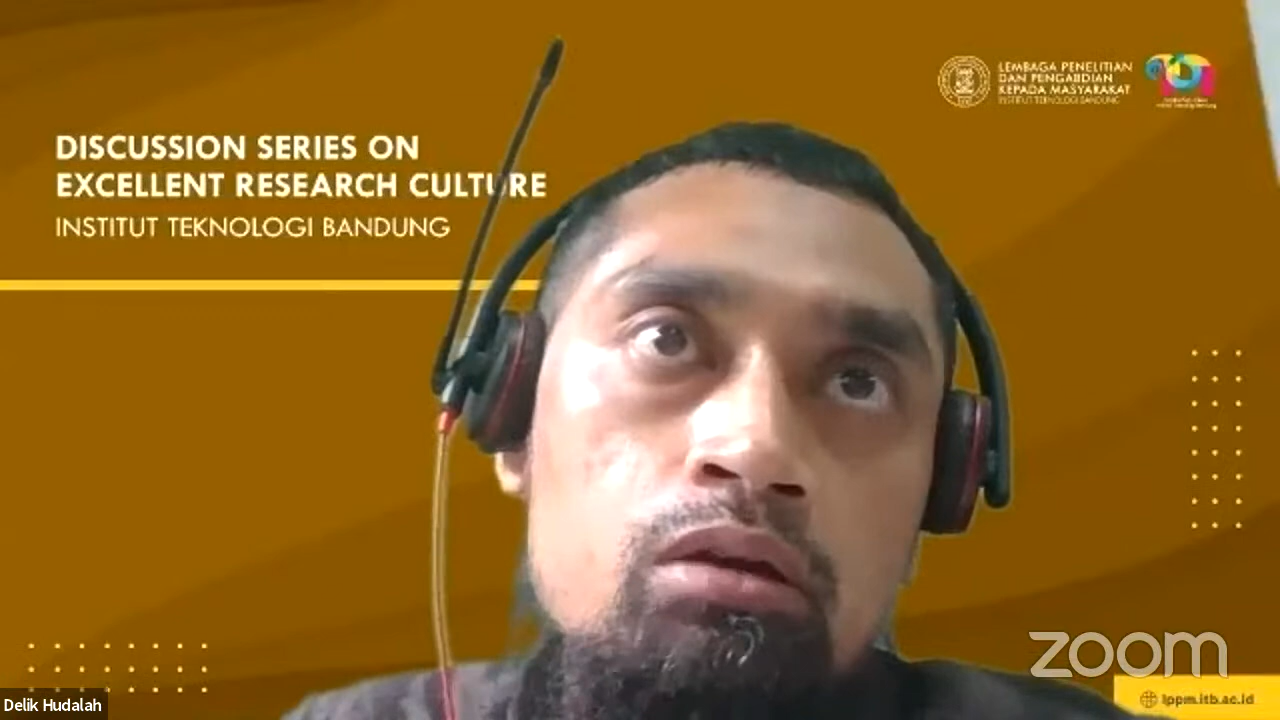 LEMBAGA PENELITIAN
DAN PENGABDIAN
KEPADA MASYARAKAT
INSTITUT TEKNOLOGI BANDUNG
DISCUSSION SERIES ON
EXCELLENT RESEARCH CULTURE
INSTITUT TEKNOLOGI BANDUNG
zoom
lppm.itb.ac.id
Delik Hudalah